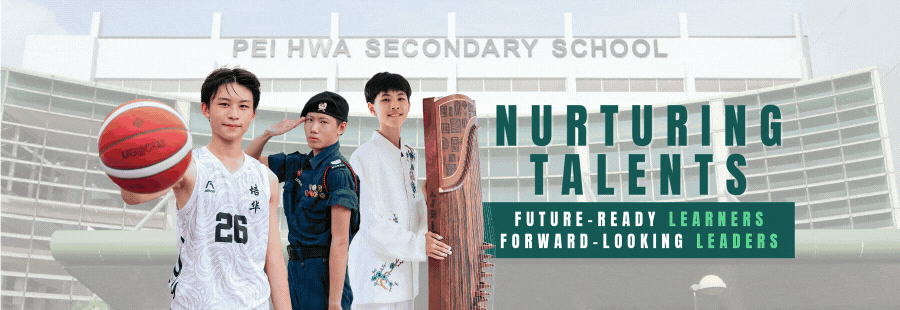 PEI HWA SECONDARY SCHOOL
NURTURING
TALENTS
FUTURE-READY LEARNERS
FORWARD-LOOKING LEADERS
培华
26